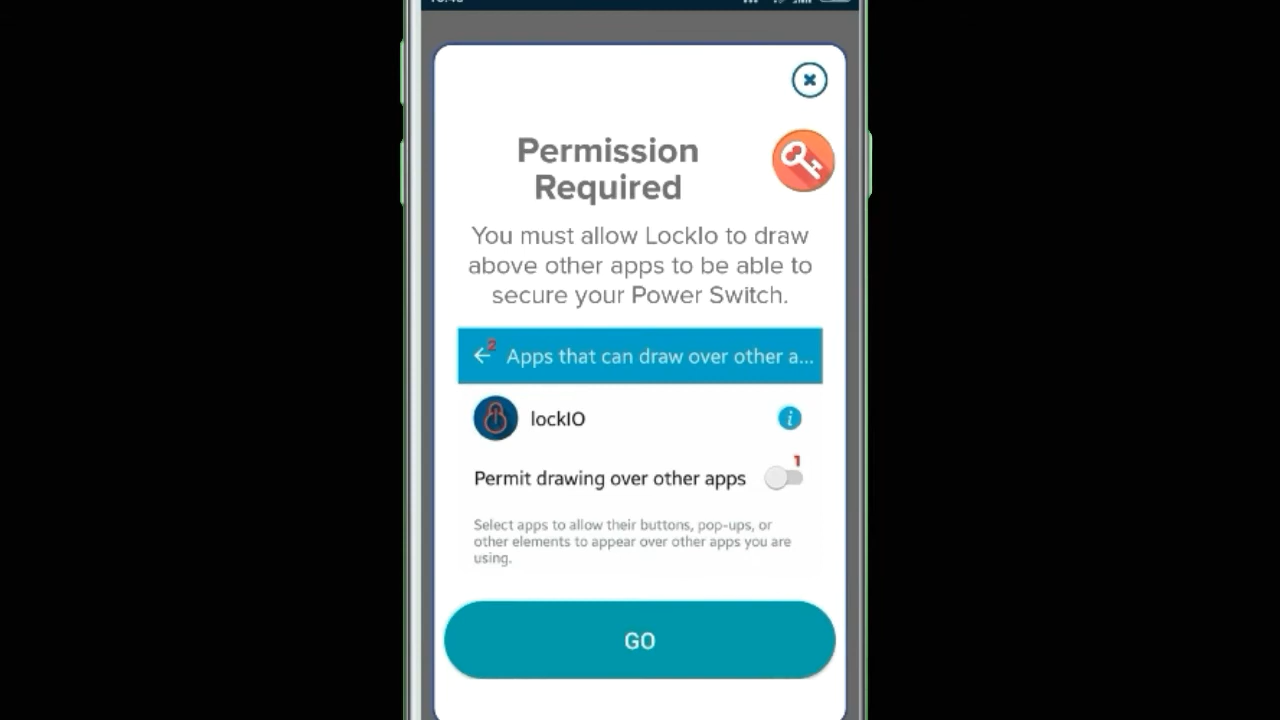 Permission
Required
You must allow LockIo to draw
above other apps to be able to
secure your Power Switch.
2
Apps that can draw over other a...
lockIO
i
1
Permit drawing over other apps
Select apps to allow their buttons, pop-ups, or
other elements to appear over other apps you are
using.
GO